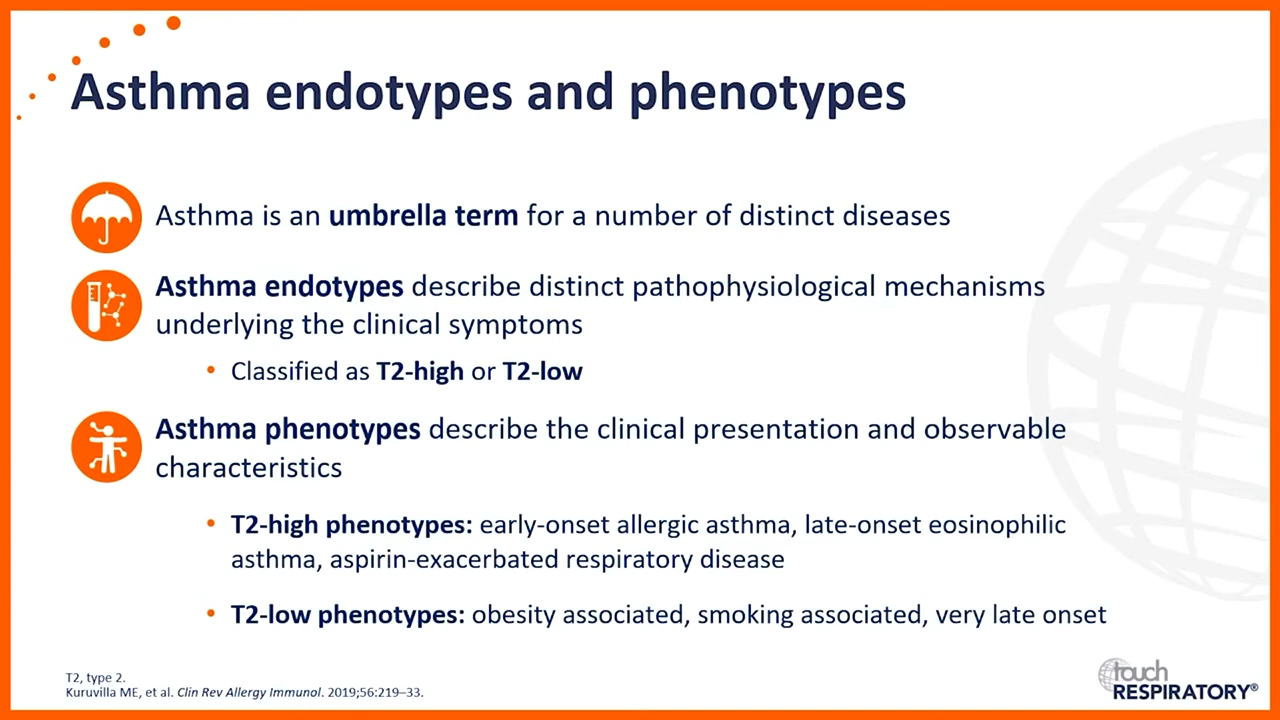 Asthma endotypes and phenotypes
Asthma is an umbrella term for a number of distinct diseases
Asthma endotypes describe distinct pathophysiological mechanisms
underlying the clinical symptoms
• Classified as T2-high or T2-low
Asthma phenotypes describe the clinical presentation and observable
characteristics
• T2-high phenotypes: early-onset allergic asthma, late-onset eosinophilic
asthma, aspirin-exacerbated respiratory disease
• T2-low phenotypes: obesity associated, smoking associated, very late onset
T2, type 2.
Kuruvilla ME, et al. Clin Rev Allergy Immunol. 2019;56:219–33.
touch
RESPIRATORY®